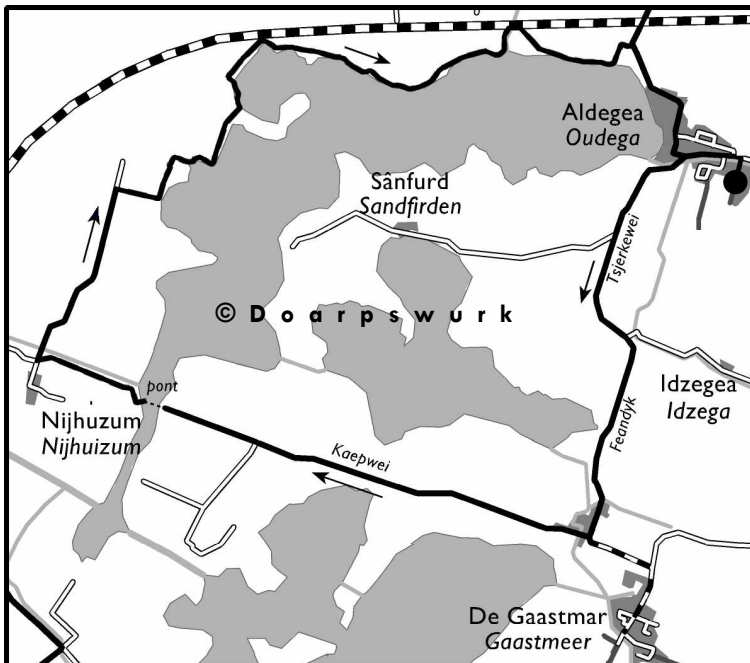 Aldegea
Oudega
Sânfurd
Sandfirden
Tsjerkewei
© Doarpswurk
Idzegea
Idzega
pont
Feandyk
Nijhuzum
Nijhuizum
Kaepwei
De Gaastmar
Gaastmeer